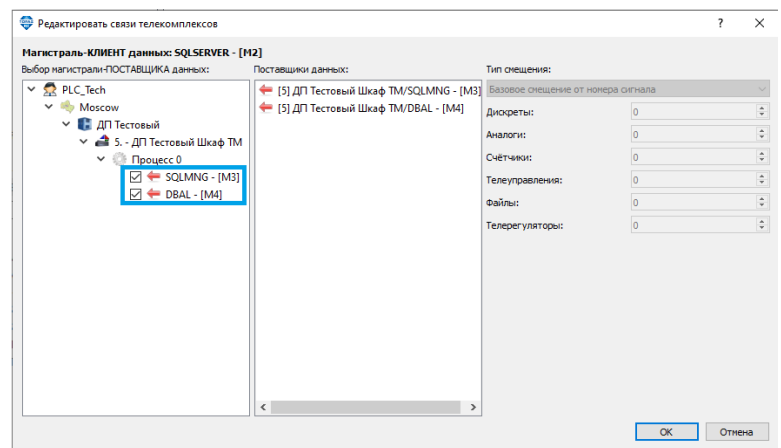 Редактировать связи телекомплексов
?
Магистраль-КЛИЕНТ данных: SQLSERVER - [M2]
Выбор магистрали-ПОСТАВЩИКА данных:
PLC_Tech
Moscow
ДП Тестовый
5. - ДП Тестовый Шкаф ТМ
Процесс 0
SQLMNG - [M3]
DBAL - [M4]
Поставщики данных:
[5] ДП Тестовый Шкаф ТМ/SQLMNG - [M3]
[5] ДП Тестовый Шкаф ТМ/DBAL - [M4]
Тип смещения:
Базовое смещение от номера сигнала
Дискреты: 0
Аналоги: 0
Счётчики: 0
Телеуправления: 0
Файлы: 0
Телерегуляторы: 0
OK Отмена